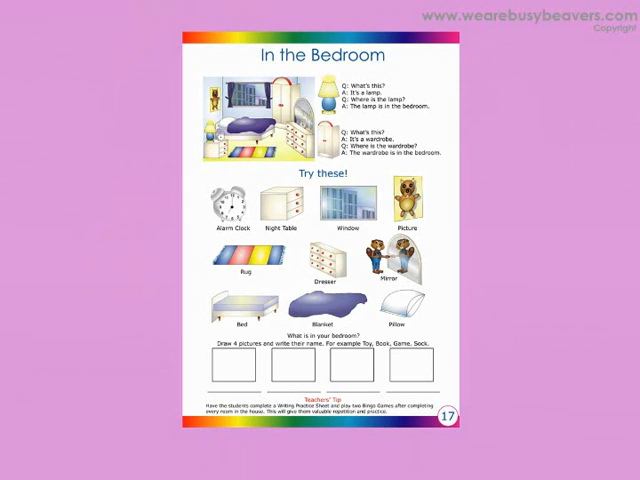 www.wearebusybeavers.com
Copyright
In the Bedroom
Q: What's this?
A: It's a lamp.
Q: Where is the lamp?
A: The lamp is in the bedroom.
Q: What's this?
A: It's a wardrobe.
Q: Where is the wardrobe?
A: The wardrobe is in the bedroom.
Try these!
Alarm Clock Night Table Window Picture
Rug Dresser Mirror
Bed Blanket Pillow
What is in your bedroom?
Draw 4 pictures and write their name. For example Toy, Book, Game, Sock.
Teachers' Tip
Have the students complete a Writing Practice Sheet and play two Bingo Games after completing
every room in the house. This will give them valuable repetition and practice.
17